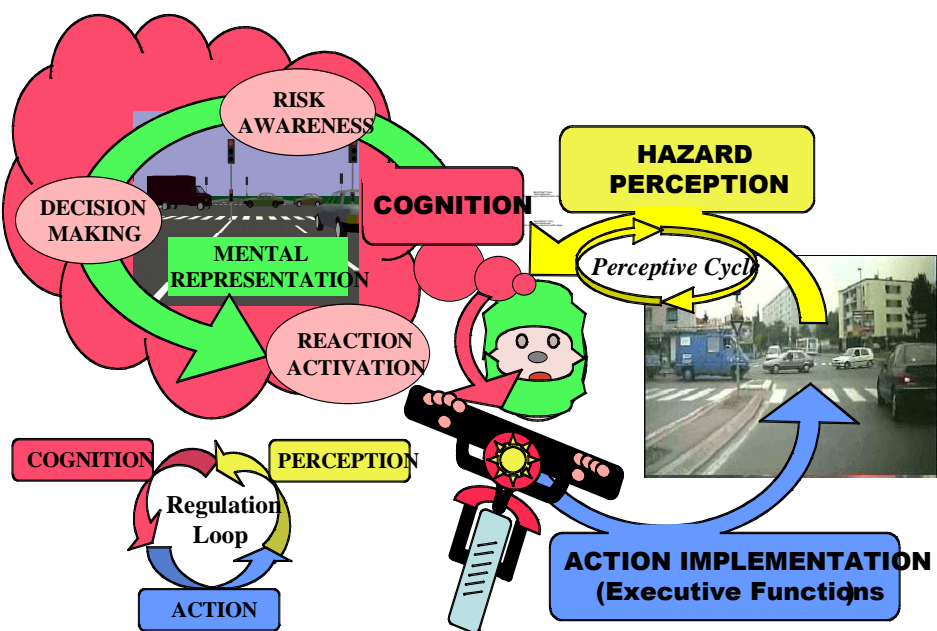 RISK
AWARENESS
HAZARD
PERCEPTION
COGNITION
DECISION
MAKING
MENTAL
REPRESENTATION
Perceptive Cycle
REACTION
ACTIVATION
COGNITION
PERCEPTION
Regulation
Loop
ACTION
ACTION IMPLEMENTATION
(Executive Functions)